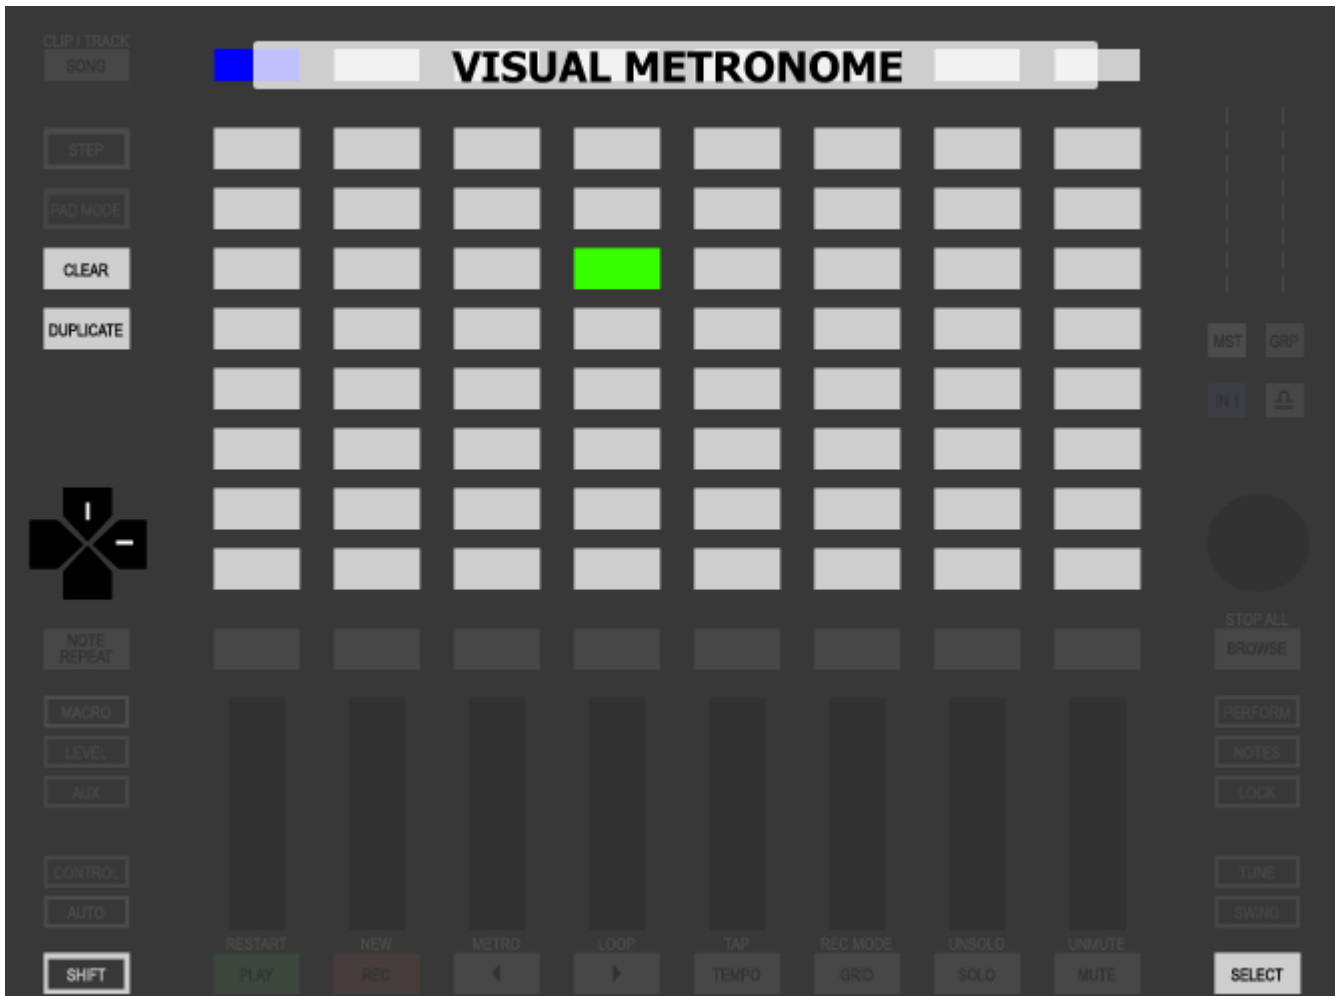 CLIP / TRACK
SONG
VISUAL METRONOME
STEP
PAD MODE
CLEAR
DUPLICATE
MST GRP
IN 1
NOTE
REPEAT
STOP ALL
BROWSE
MACRO
PERFORM
LEVEL
NOTES
AUX
LOCK
CONTROL
TUNE
AUTO
SWING
RESTART NEW METRO LOOP TAP REC MODE UNSOLO UNMUTE
SHIFT PLAY REC TEMPO GRID SOLO MUTE SELECT